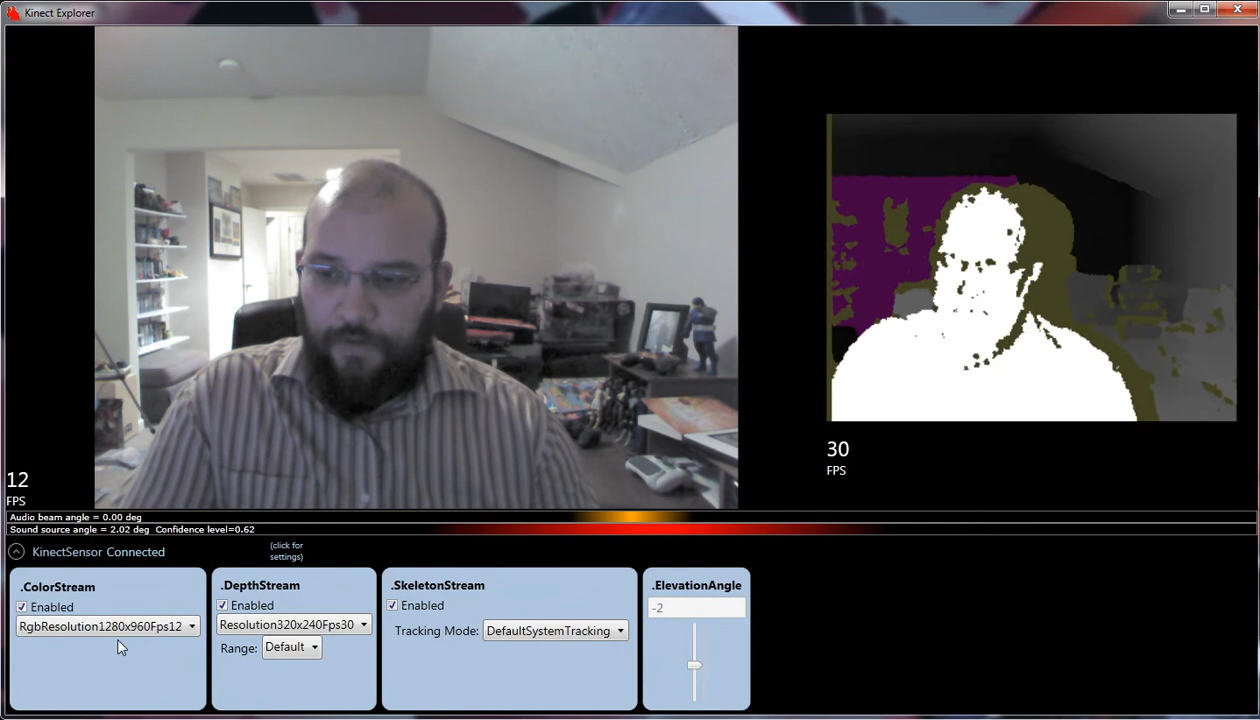 Kinect Explorer
12
FPS
30
FPS
Audio beam angle = 0.00 deg
Sound source angle = 2.02 deg Confidence level=0.62
KinectSensor Connected
(click for
settings)
.ColorStream
Enabled
RgbResolution1280x960Fps12
.DepthStream
Enabled
Resolution320x240Fps30
Range: Default
.SkeletonStream
Enabled
Tracking Mode: DefaultSystemTracking
.ElevationAngle
-2